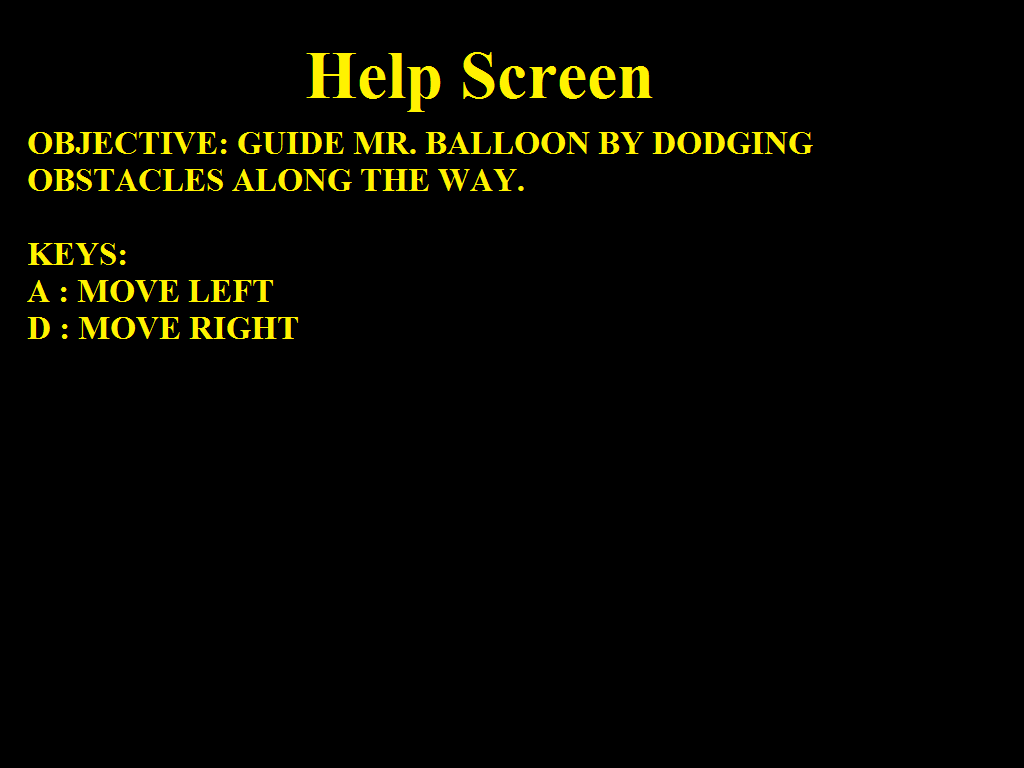 Help Screen
OBJECTIVE: GUIDE MR. BALLOON BY DODGING
OBSTACLES ALONG THE WAY.
KEYS:
A : MOVE LEFT
D : MOVE RIGHT